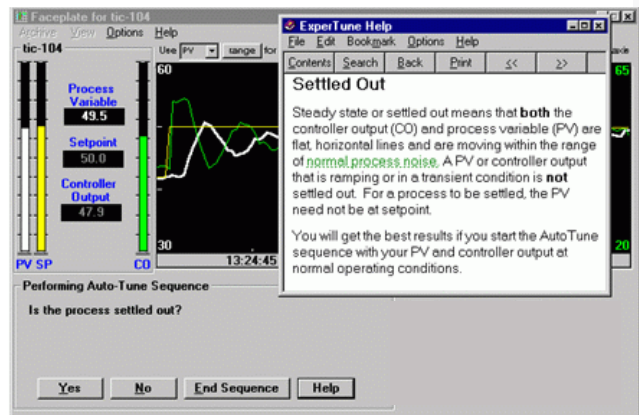 Faceplate for tic-104
Archive View Options Help
tic-104
Use PV range for
60
65
Process
Variable
49.5
Setpoint
50.0
Controller
Output
47.9
30
20
PV SP
CO
13:24:45
ExperTune Help
File Edit Bookmark Options Help
Contents Search Back Print << >>
Settled Out
Steady state or settled out means that both the
controller output (CO) and process variable (PV) are
flat, horizontal lines and are moving within the range
of normal process noise. A PV or controller output
that is ramping or in a transient condition is not
settled out. For a process to be settled, the PV
need not be at setpoint.
You will get the best results if you start the AutoTune
sequence with your PV and controller output at
normal operating conditions.
Performing Auto-Tune Sequence
Is the process settled out?
Yes No End Sequence Help